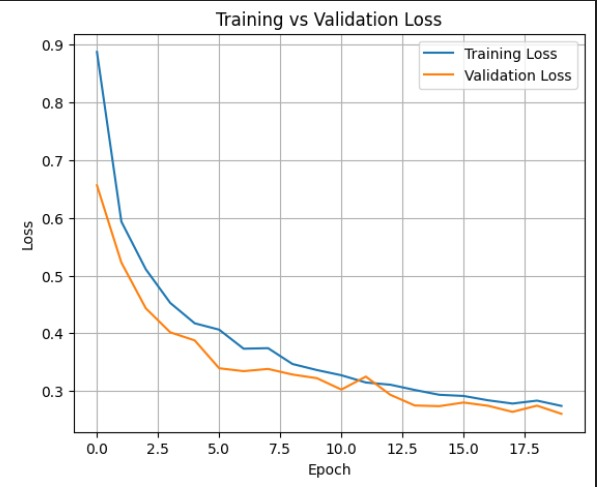 Training vs Validation Loss
Training Loss
Validation Loss
0.9
0.8
0.7
0.6
0.5
0.4
0.3
Loss
0.0 2.5 5.0 7.5 10.0 12.5 15.0 17.5
Epoch